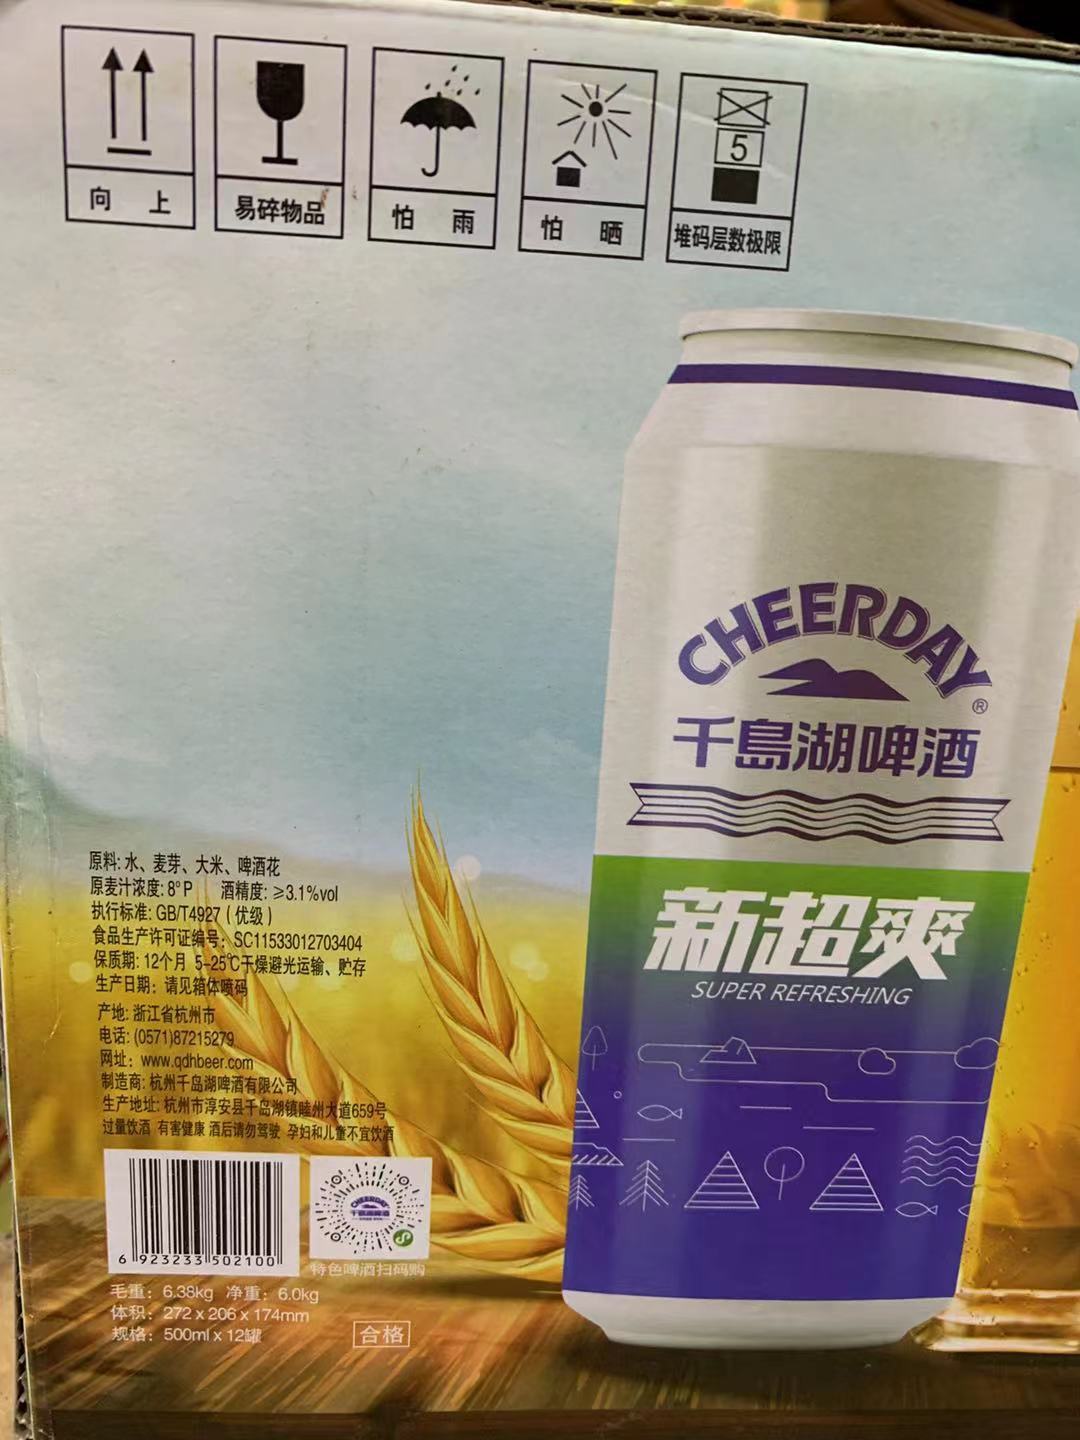 5
向 上
易碎物品
怕 雨
怕 晒
堆码层数极限
CHEERDAY
®
千島湖啤酒
新超爽
SUPER REFRESHING
原料: 水、麦芽、大米、啤酒花
原麦汁浓度: 8°P 酒精度: ≥3.1%vol
执行标准: GB/T4927（优级）
食品生产许可证编号: SC11533012703404
保质期: 12个月 5-25℃干燥避光运输、贮存
生产日期: 请见箱体喷码
产地: 浙江省杭州市
电话: (0571)87215279
网址: www.qdhbeer.com
制造商: 杭州千岛湖啤酒有限公司
生产地址: 杭州市淳安县千岛湖镇睦州大道659号
过量饮酒 有害健康 酒后请勿驾驶 孕妇和儿童不宜饮酒
6 923233 502100
CHEERDAY
千島湖啤酒
特色啤酒扫码购
毛重: 6.38kg 净重: 6.0kg
体积: 272 x 206 x 174mm
规格: 500ml x 12罐
合格